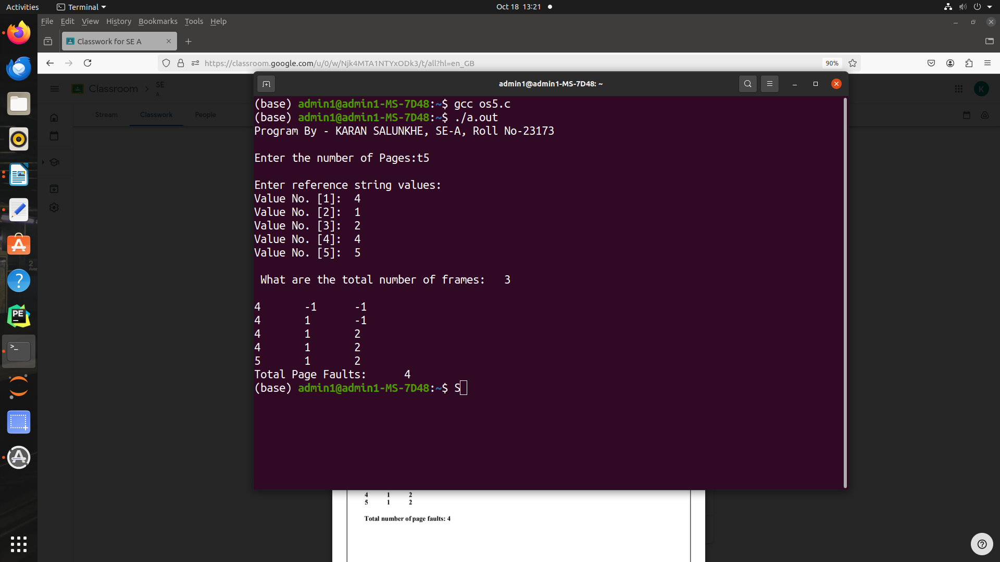 Activities
Terminal
Oct 18 13:21
File Edit View History Bookmarks Tools Help
Classwork for SE A
https://classroom.google.com/u/0/w/Njk4MTA1NTYxODk3/t/all?hl=en_GB
90%
Classroom
SE
A
K
Stream Classwork People
admin1@admin1-MS-7D48: ~
(base) admin1@admin1-MS-7D48:~$ gcc os5.c
(base) admin1@admin1-MS-7D48:~$ ./a.out
Program By - KARAN SALUNKHE, SE-A, Roll No-23173
Enter the number of Pages:t5
Enter reference string values:
Value No. [1]: 4
Value No. [2]: 1
Value No. [3]: 2
Value No. [4]: 4
Value No. [5]: 5
What are the total number of frames: 3
4 -1 -1
4 1 -1
4 1 2
4 1 2
5 1 2
Total Page Faults: 4
(base) admin1@admin1-MS-7D48:~$ S
4 1 2
5 1 2
Total number of page faults: 4
PE
>_
2